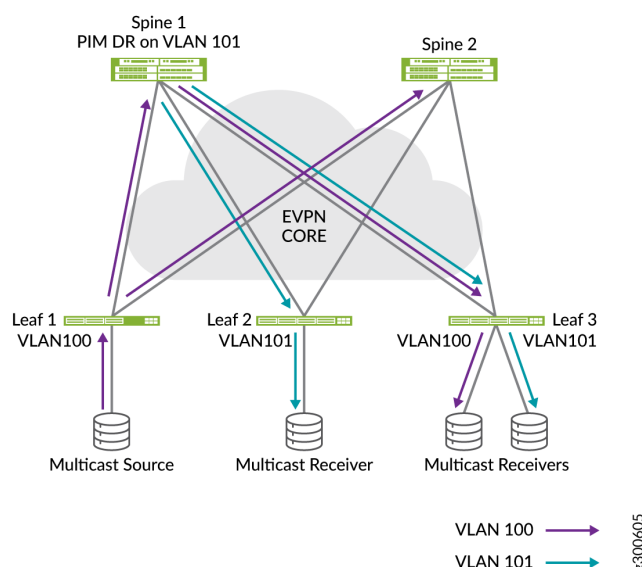 Spine 1
PIM DR on VLAN 101
Spine 2
EVPN
CORE
Leaf 1
VLAN100
Leaf 2
VLAN101
VLAN100
Leaf 3
VLAN101
Multicast Source
Multicast Receiver
Multicast Receivers
VLAN 100
VLAN 101
g300605